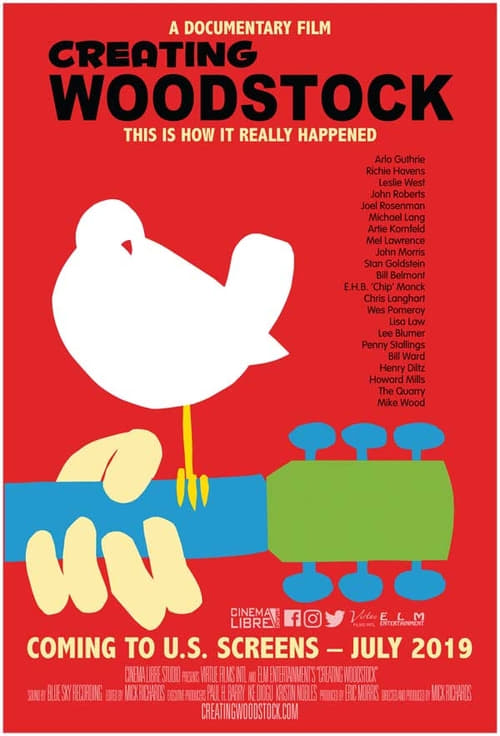 A DOCUMENTARY FILM
CREATING
WOODSTOCK
THIS IS HOW IT REALLY HAPPENED
Arlo Guthrie
Richie Havens
Leslie West
John Roberts
Joel Rosenman
Michael Lang
Artie Kornfeld
Mel Lawrence
John Morris
Stan Goldstein
Bill Belmont
E.H.B. 'Chip' Monck
Chris Langhart
Wes Pomeroy
Lisa Law
Lee Blumer
Penny Stallings
Bill Ward
Henry Diltz
Howard Mills
The Quarry
Mike Wood
CINEMA
LIBRE
Virtue
FILMS INTL.
ELM
ENTERTAINMENT
COMING TO U.S. SCREENS – JULY 2019
CINEMA LIBRE STUDIO PRESENTS VIRTUE FILMS INTL. AND ELM ENTERTAINMENT'S "CREATING WOODSTOCK"
SOUND BY BLUE SKY RECORDING EDITED BY MICK RICHARDS EXECUTIVE PRODUCERS PAUL H. BARRY IKE DIOGU KRISTIN NOBLES PRODUCED BY ERIC MORRIS DIRECTED AND PRODUCED BY MICK RICHARDS
CREATINGWOODSTOCK.COM